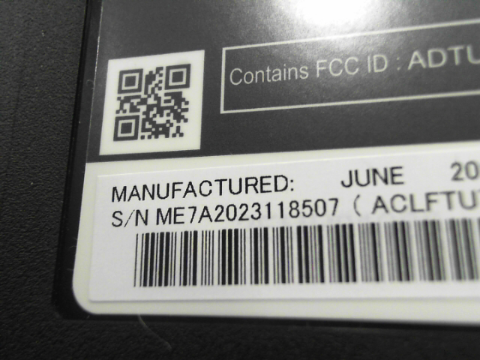 Contains FCC ID : ADTU
MANUFACTURED: JUNE 20
S/N ME7A2023118507 ( ACLFTU